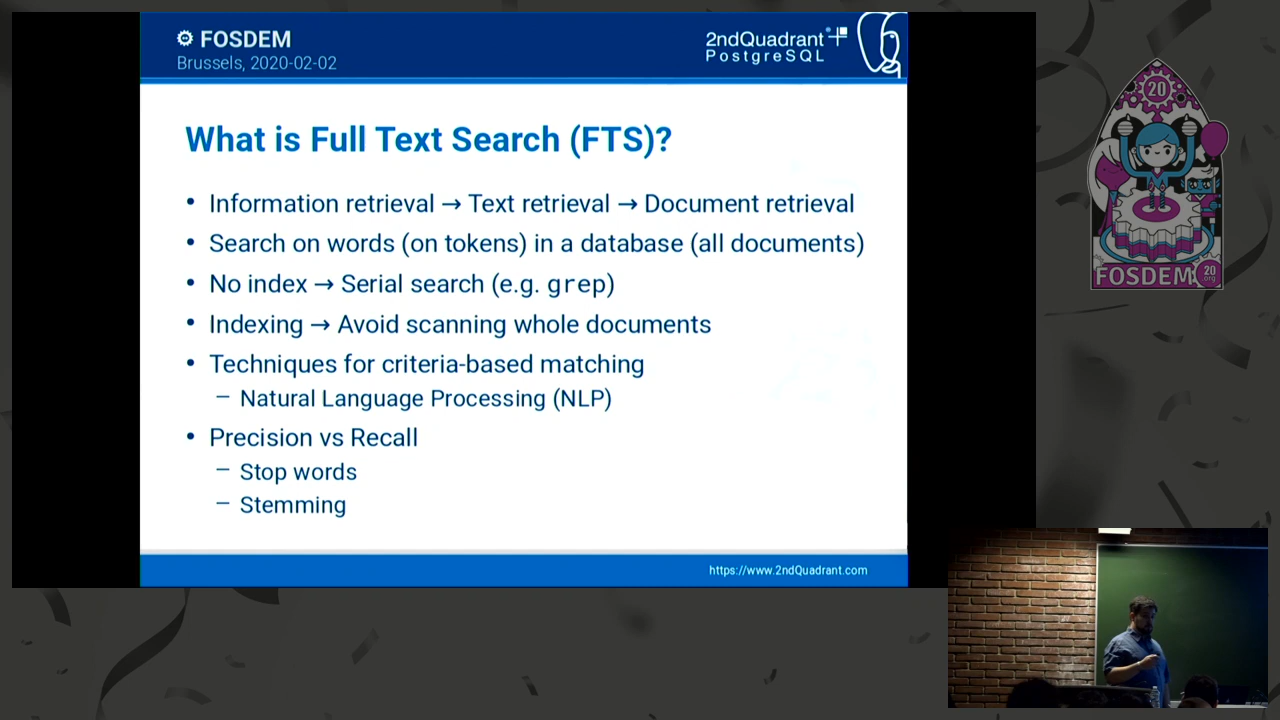 FOSDEM
Brussels, 2020-02-02
2ndQuadrant
PostgreSQL
What is Full Text Search (FTS)?
• Information retrieval → Text retrieval → Document retrieval
• Search on words (on tokens) in a database (all documents)
• No index → Serial search (e.g. grep)
• Indexing → Avoid scanning whole documents
• Techniques for criteria-based matching
– Natural Language Processing (NLP)
• Precision vs Recall
– Stop words
– Stemming
https://www.2ndQuadrant.com
20
FOSDEM
20
.org